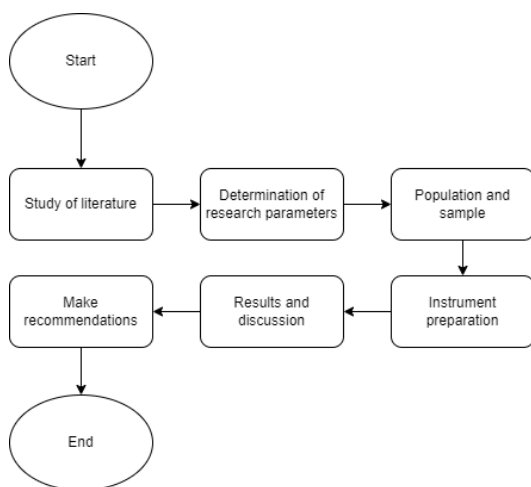 Start
Study of literature
Determination of
research parameters
Population and
sample
Instrument
preparation
Results and
discussion
Make
recommendations
End